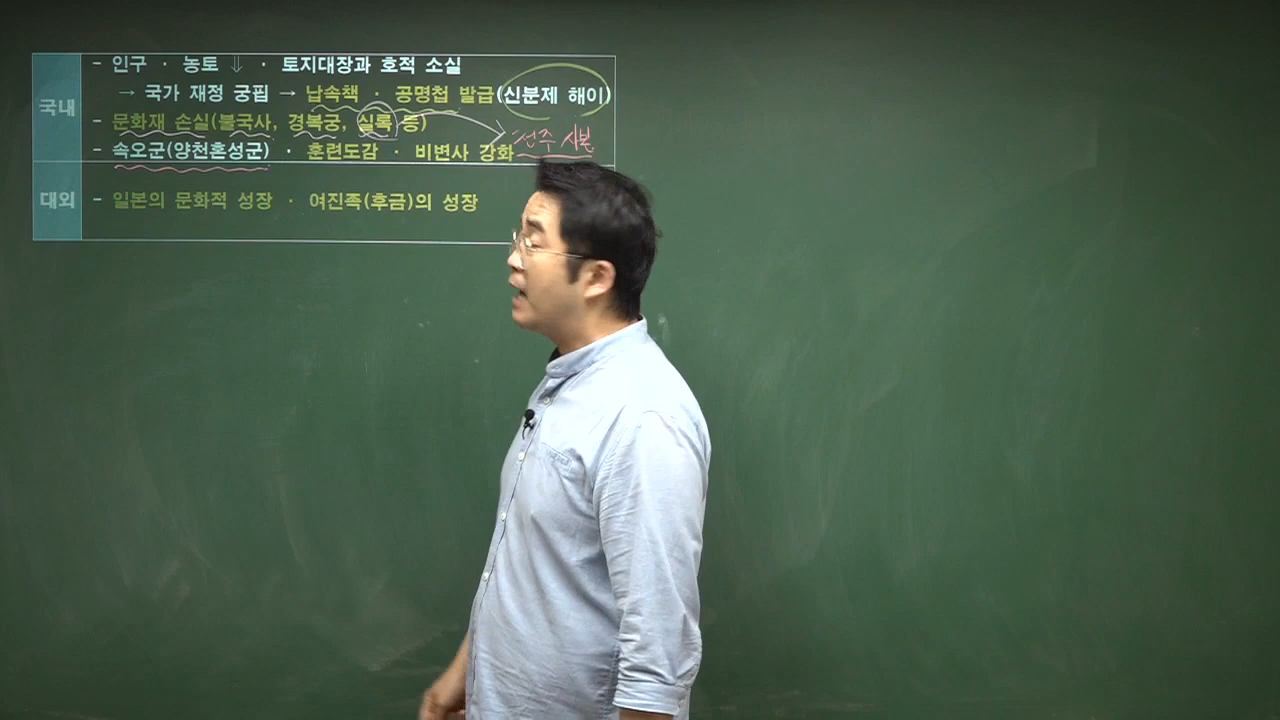 국내
- 인구 · 농토 ⇓ · 토지대장과 호적 소실
→ 국가 재정 궁핍 → 납속책 · 공명첩 발급(신분제 해이)
- 문화재 손실(불국사, 경복궁, 실록 등)
전주 사본
- 속오군(양천혼성군) · 훈련도감 · 비변사 강화
대외
- 일본의 문화적 성장 · 여진족(후금)의 성장